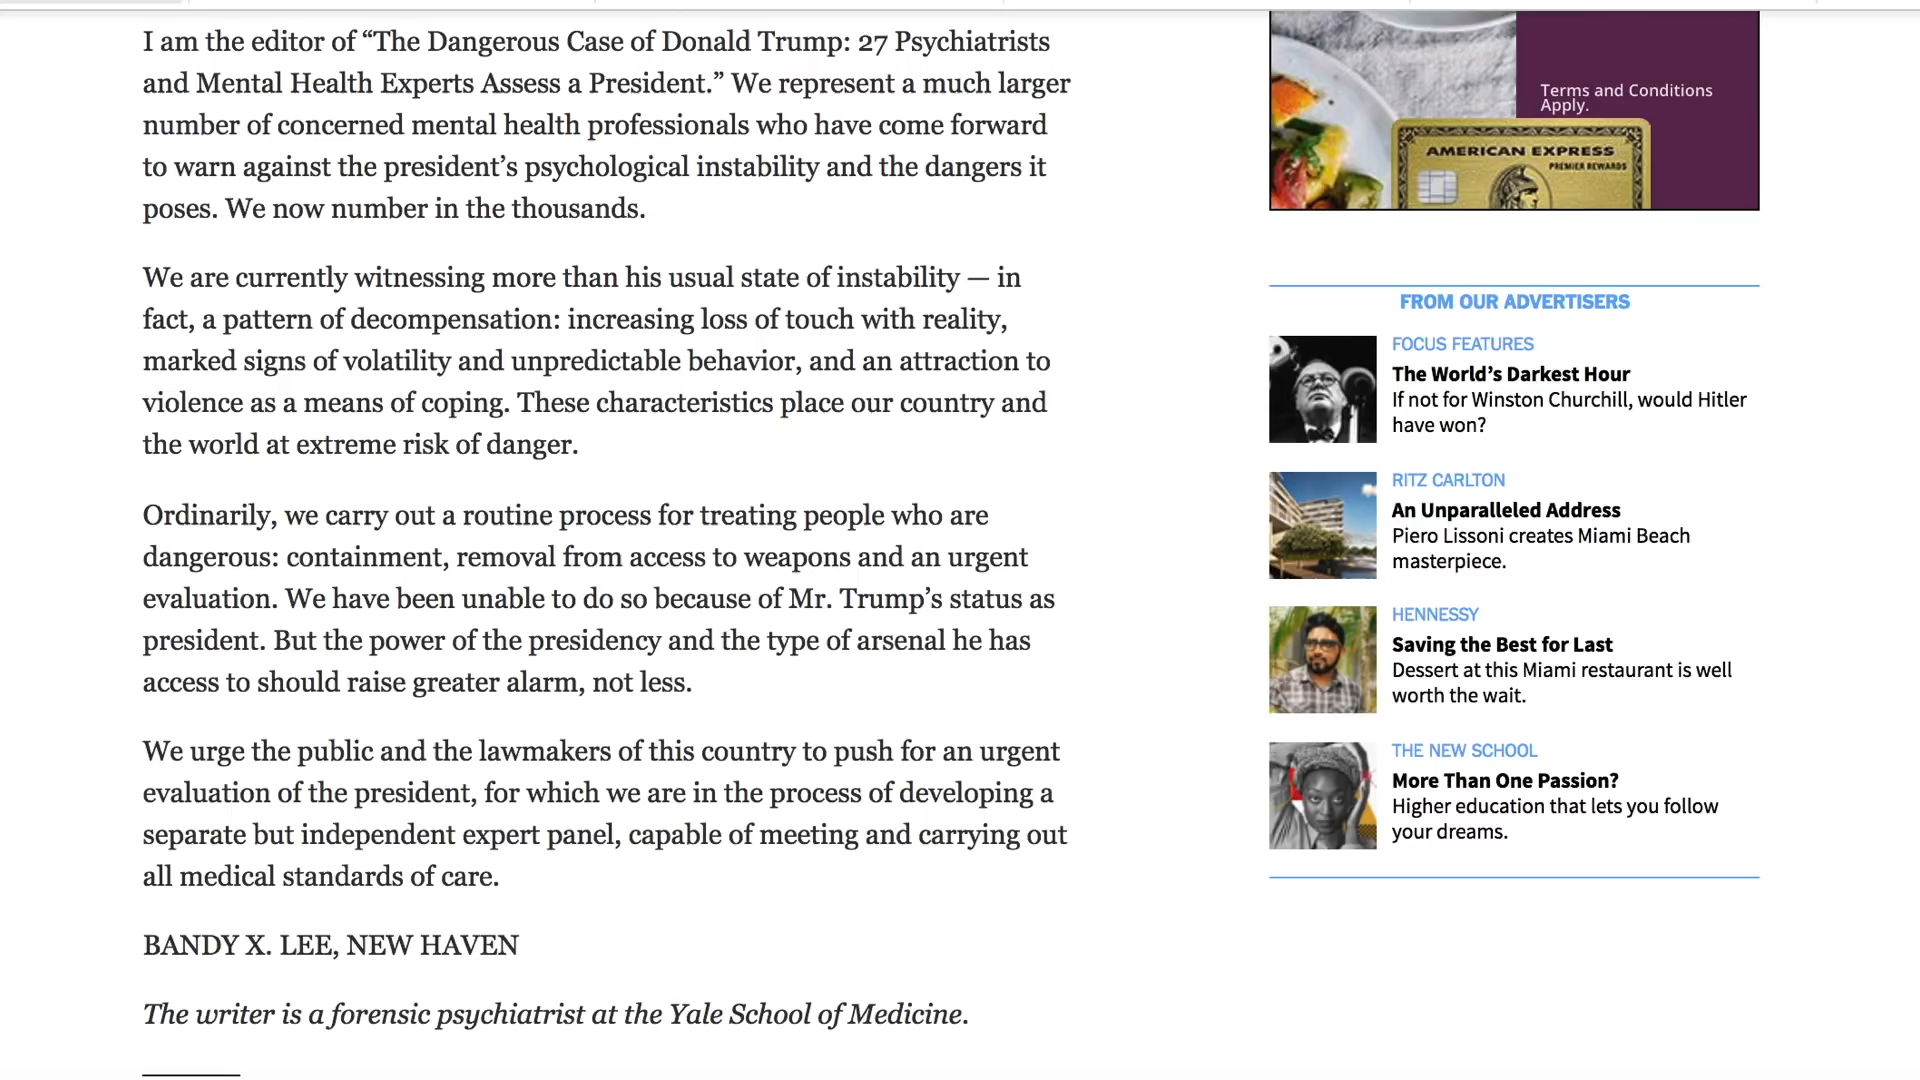 I am the editor of “The Dangerous Case of Donald Trump: 27 Psychiatrists
and Mental Health Experts Assess a President.” We represent a much larger
number of concerned mental health professionals who have come forward
to warn against the president’s psychological instability and the dangers it
poses. We now number in the thousands.
We are currently witnessing more than his usual state of instability — in
fact, a pattern of decompensation: increasing loss of touch with reality,
marked signs of volatility and unpredictable behavior, and an attraction to
violence as a means of coping. These characteristics place our country and
the world at extreme risk of danger.
Ordinarily, we carry out a routine process for treating people who are
dangerous: containment, removal from access to weapons and an urgent
evaluation. We have been unable to do so because of Mr. Trump’s status as
president. But the power of the presidency and the type of arsenal he has
access to should raise greater alarm, not less.
We urge the public and the lawmakers of this country to push for an urgent
evaluation of the president, for which we are in the process of developing a
separate but independent expert panel, capable of meeting and carrying out
all medical standards of care.
BANDY X. LEE, NEW HAVEN
The writer is a forensic psychiatrist at the Yale School of Medicine.
Terms and Conditions
Apply.
AMERICAN EXPRESS
PREMIER REWARDS
FROM OUR ADVERTISERS
FOCUS FEATURES
The World’s Darkest Hour
If not for Winston Churchill, would Hitler
have won?
RITZ CARLTON
An Unparalleled Address
Piero Lissoni creates Miami Beach
masterpiece.
HENNESSY
Saving the Best for Last
Dessert at this Miami restaurant is well
worth the wait.
THE NEW SCHOOL
More Than One Passion?
Higher education that lets you follow
your dreams.